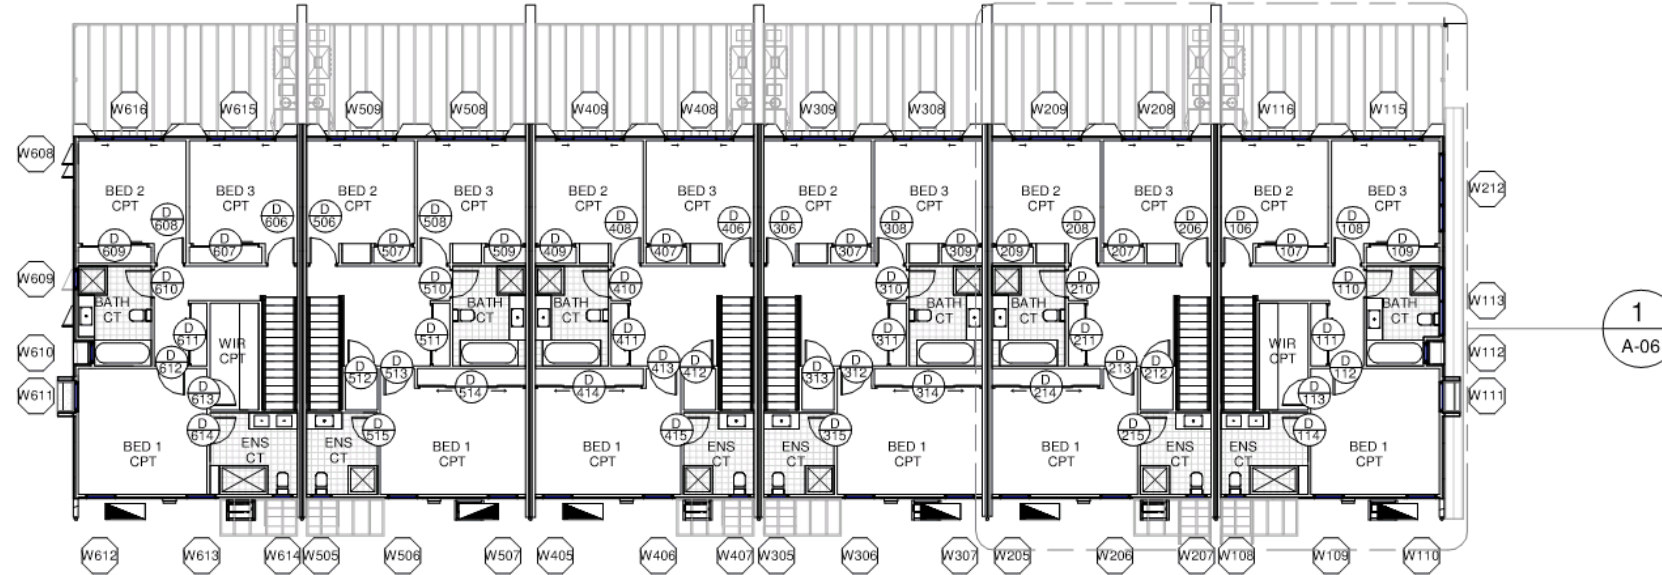 W616 W615 W509 W508 W409 W408 W309 W308 W209 W208 W116 W115
W608
W212
BED 2 BED 3 BED 2 BED 3 BED 2 BED 3 BED 2 BED 3 BED 2 BED 3 BED 2 BED 3
CPT CPT CPT CPT CPT CPT CPT CPT CPT CPT CPT CPT
D D D D D D D D D D D D
608 606 506 508 408 406 306 308 208 206 106 108
D D D D D D D D D D D D
609 607 507 509 409 407 307 309 209 207 107 109
W609
D D D D D D
610 510 410 310 210 110
BATH BATH BATH BATH BATH BATH
CT CT CT CT CT CT
W113
1
A-06
D D D D D D
611 511 411 311 211 111
WIR WIR
CPT CPT
W610
W112
D D D D D D D D D D
612 512 513 413 412 313 312 213 212 112
W611
W111
D D D D D D
613 514 414 314 214 113
D D D D D D
614 515 415 315 215 114
BED 1 ENS ENS BED 1 BED 1 ENS ENS BED 1 BED 1 ENS ENS BED 1
CPT CT CT CPT CPT CT CT CPT CPT CT CT CPT
W612 W613 W614 W505 W506 W507 W405 W406 W407 W305 W306 W307 W205 W206 W207 W108 W109 W110